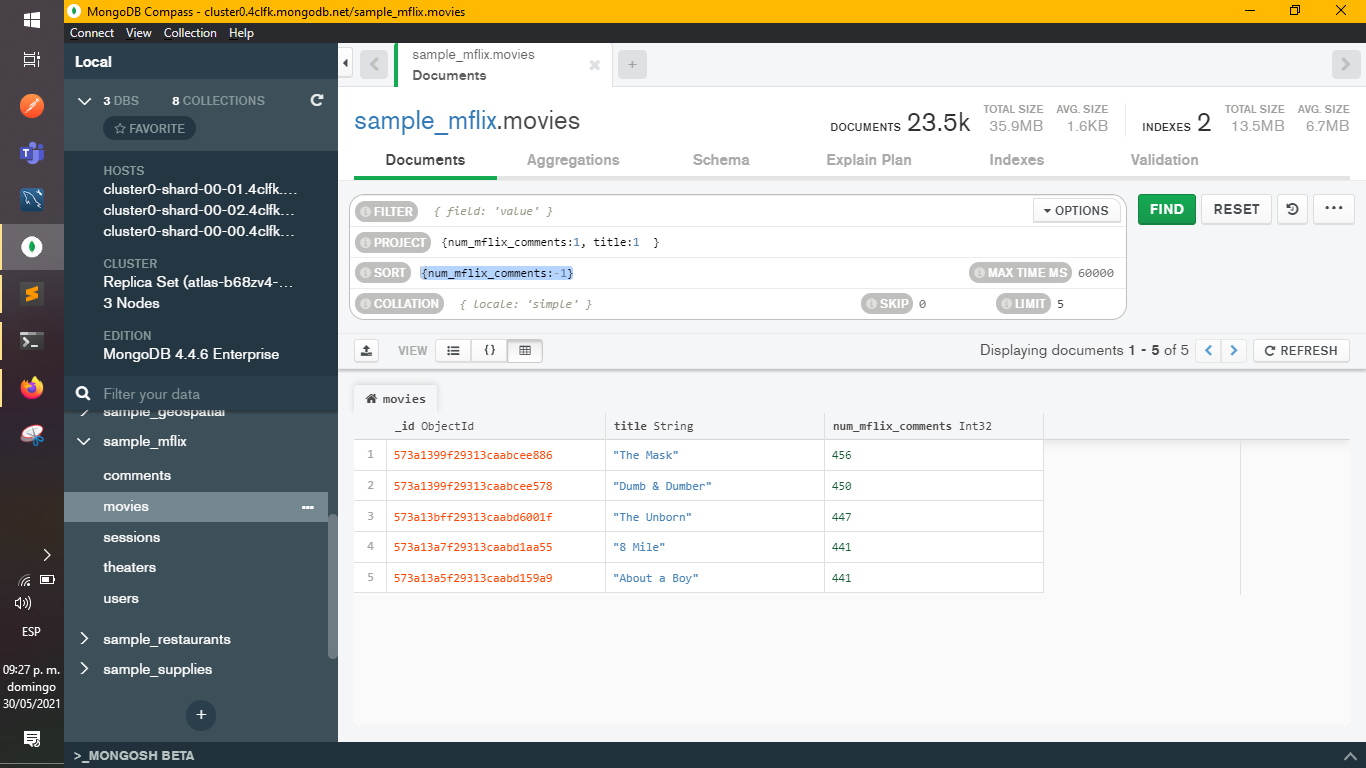 MongoDB Compass - cluster0.4clfk.mongodb.net/sample_mflix.movies
Connect View Collection Help
Local
3 DBS 8 COLLECTIONS
FAVORITE
HOSTS
cluster0-shard-00-01.4clfk....
cluster0-shard-00-02.4clfk...
cluster0-shard-00-00.4clfk...
CLUSTER
Replica Set (atlas-b68zv4-...
3 Nodes
EDITION
MongoDB 4.4.6 Enterprise
Filter your data
sample_geospatial
sample_mflix
comments
movies
sessions
theaters
users
sample_restaurants
sample_supplies
+
>_MONGOSH BETA
ESP
09:27 p. m.
domingo
30/05/2021
sample_mflix.movies
Documents
+
sample_mflix.movies
DOCUMENTS 23.5k
TOTAL SIZE
35.9MB
AVG. SIZE
1.6KB
INDEXES 2
TOTAL SIZE
13.5MB
AVG. SIZE
6.7MB
Documents Aggregations Schema Explain Plan Indexes Validation
FILTER { field: 'value' } OPTIONS
FIND RESET ...
PROJECT {num_mflix_comments:1, title:1 }
SORT {num_mflix_comments:-1} MAX TIME MS 60000
COLLATION { locale: 'simple' } SKIP 0 LIMIT 5
VIEW {} Displaying documents 1 - 5 of 5 < > REFRESH
movies
_id ObjectId title String num_mflix_comments Int32
1 573a1399f29313caabcee886 "The Mask" 456
2 573a1399f29313caabcee578 "Dumb & Dumber" 450
3 573a13bff29313caabd6001f "The Unborn" 447
4 573a13a7f29313caabd1aa55 "8 Mile" 441
5 573a13a5f29313caabd159a9 "About a Boy" 441